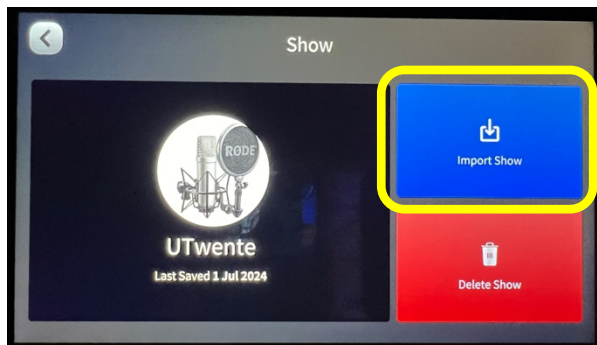 Show
RØDE
UTwente
Last Saved 1 Jul 2024
Import Show
Delete Show